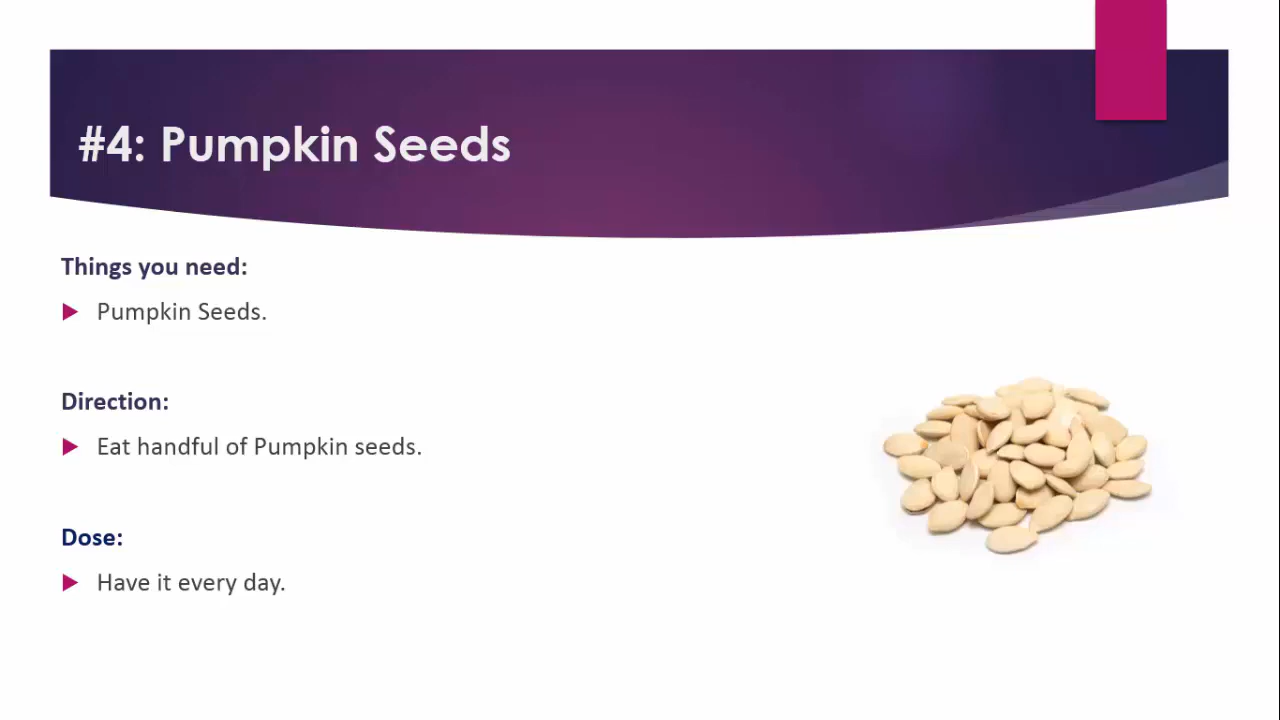 #4: Pumpkin Seeds
Things you need:
Pumpkin Seeds.
Direction:
Eat handful of Pumpkin seeds.
Dose:
Have it every day.